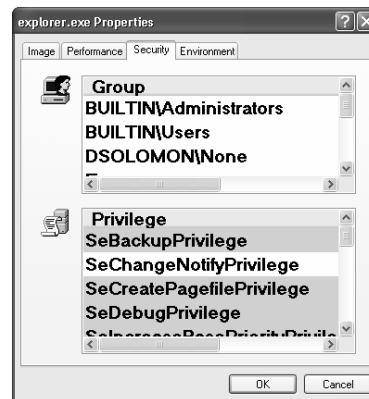 explorer.exe Properties
Image Performance Security Environment
Group
BUILTIN\Administrators
BUILTIN\Users
DSOLOMON\None
Privilege
SeBackupPrivilege
SeChangeNotifyPrivilege
SeCreatePagefilePrivilege
SeDebugPrivilege
OK Cancel